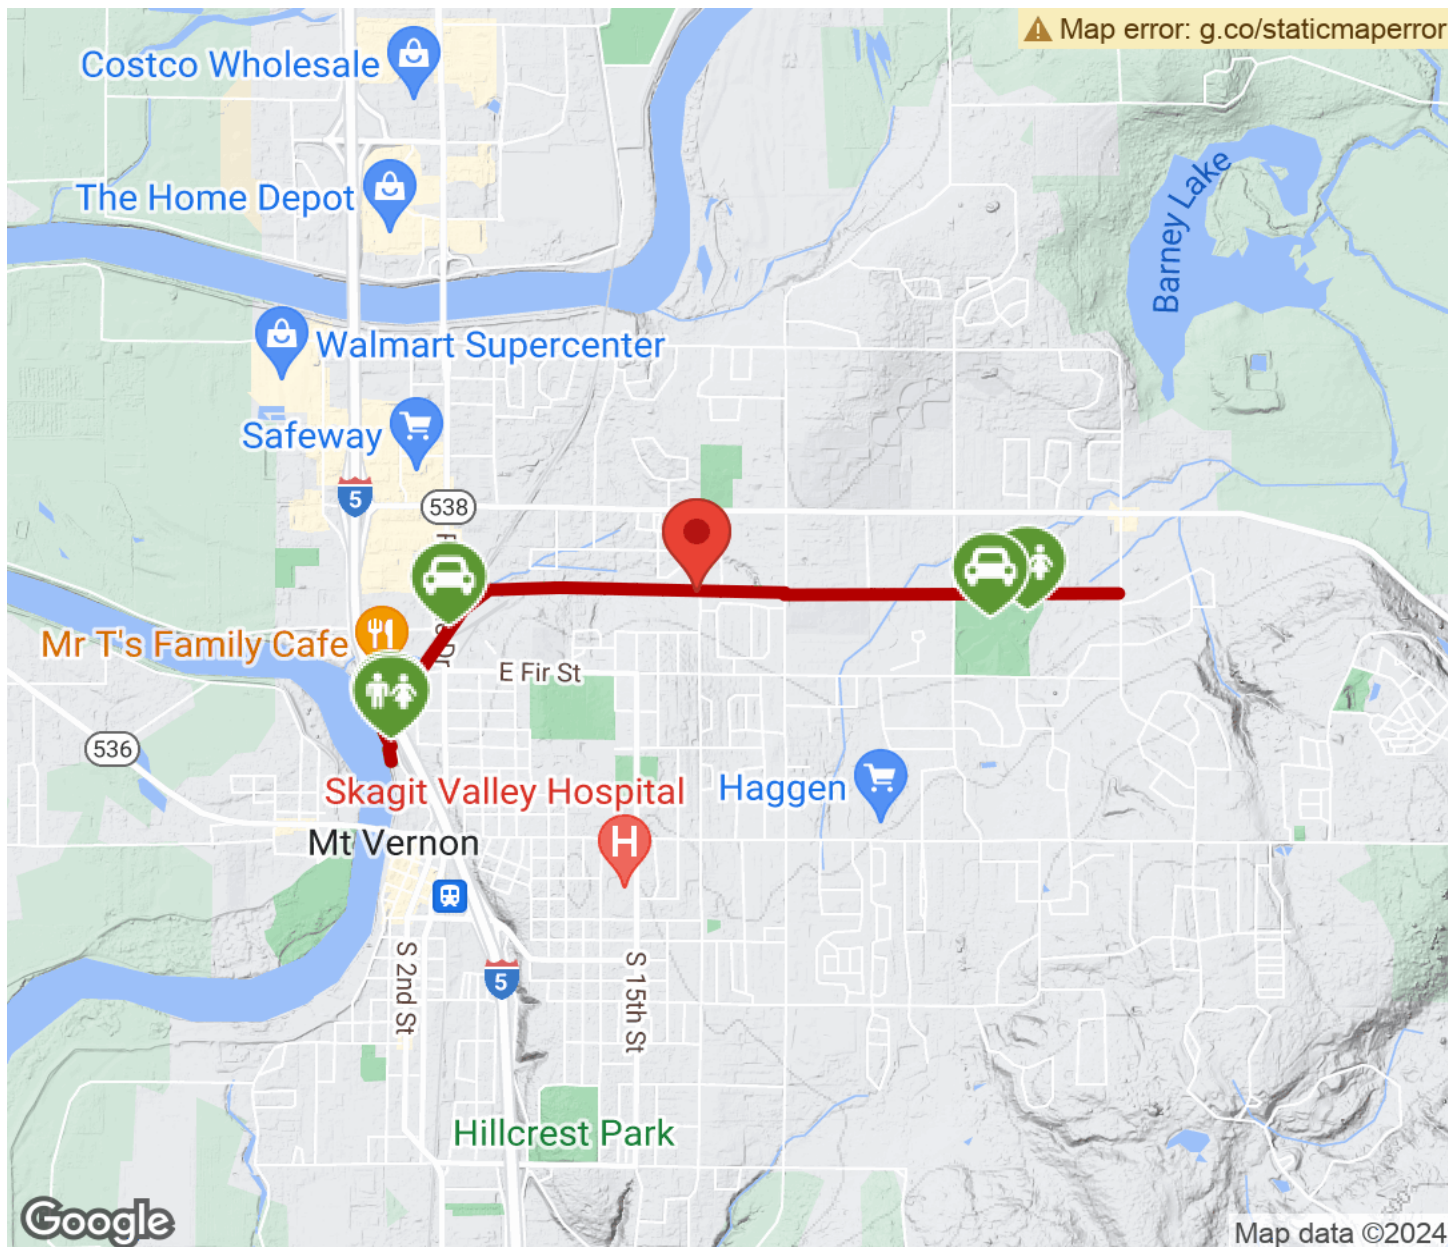 Map error: g.co/staticmaperror
Costco Wholesale
The Home Depot
Barney Lake
Walmart Supercenter
Safeway
5
538
Mr T's Family Cafe
E Fir St
536
Skagit Valley Hospital
Haggen
H
Mt Vernon
S 2nd St
S 15th St
5
Hillcrest Park
Google
Map data ©2024